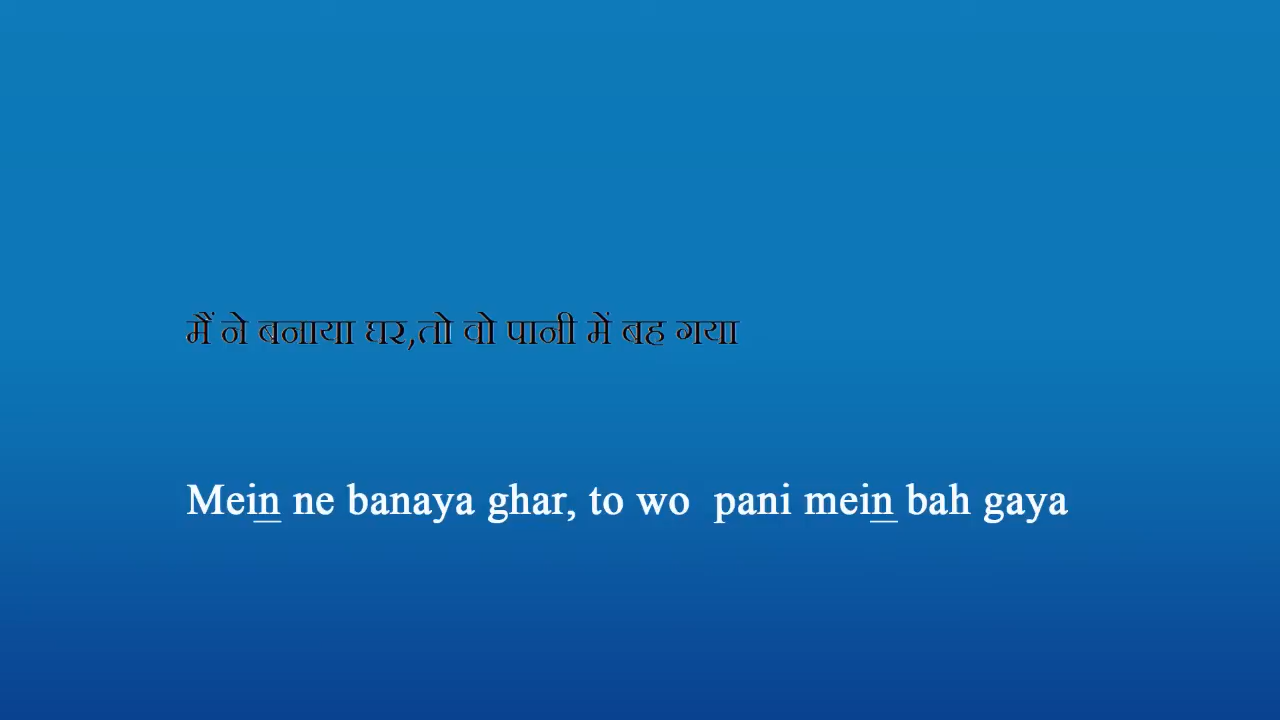 मैं ने बनाया घर,तो वो पानी में बह गया
Mein ne banaya ghar, to wo pani mein bah gaya